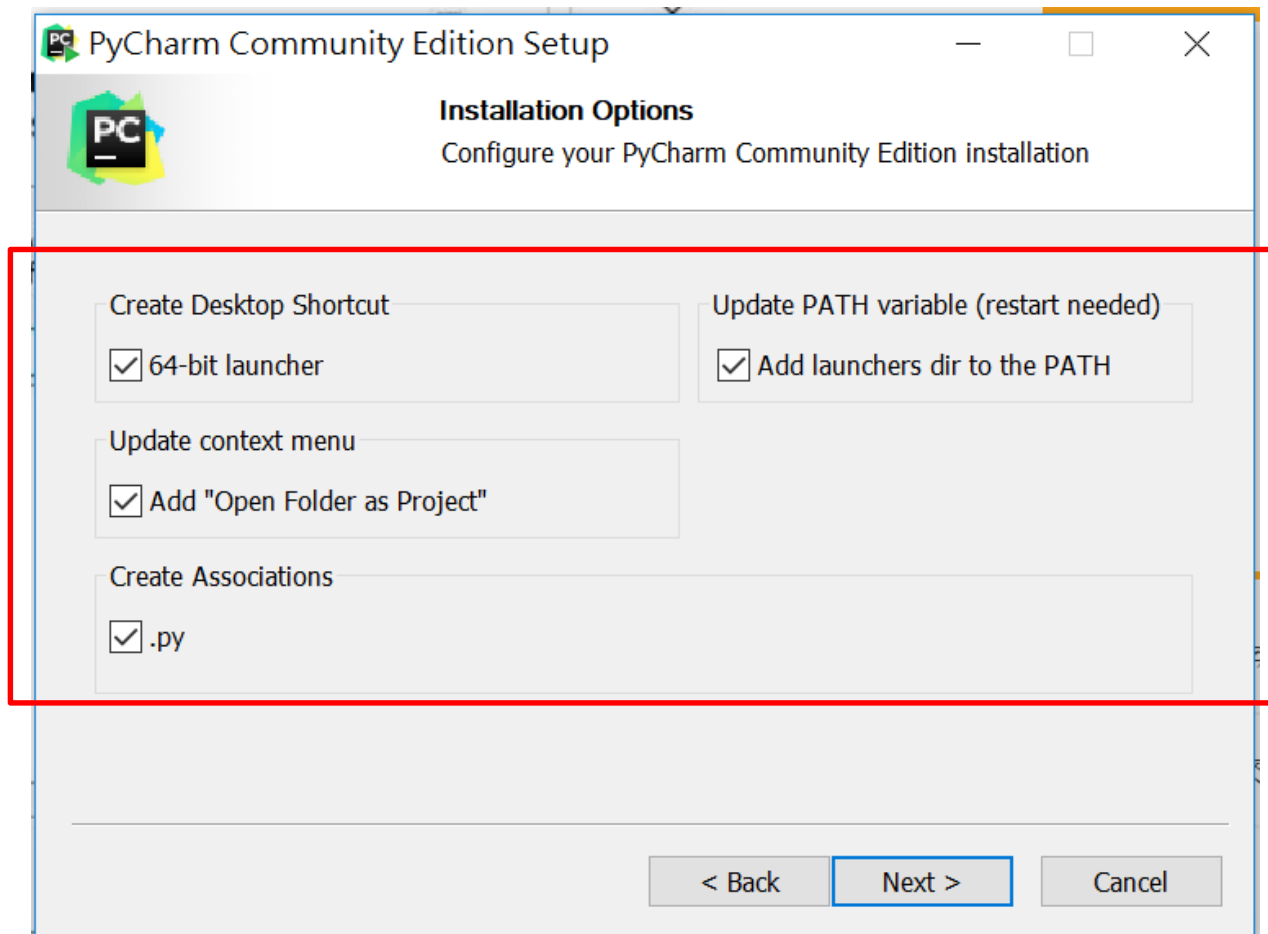 PyCharm Community Edition Setup
PC
Installation Options
Configure your PyCharm Community Edition installation
Create Desktop Shortcut
64-bit launcher
Update PATH variable (restart needed)
Add launchers dir to the PATH
Update context menu
Add "Open Folder as Project"
Create Associations
.py
< Back
Next >
Cancel